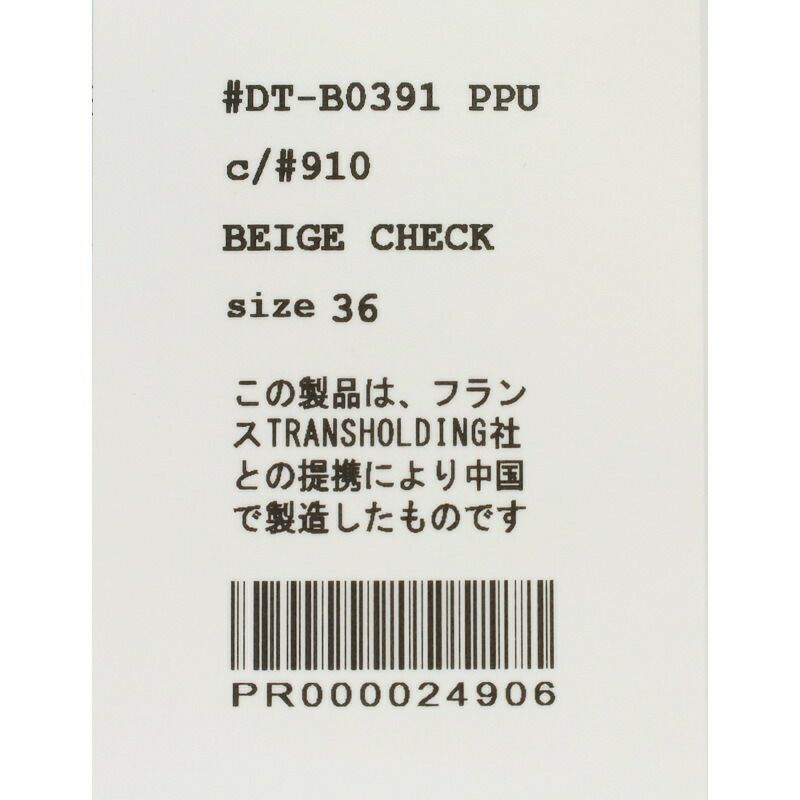 #DT-B0391 PPU
c/#910
BEIGE CHECK
size 36
この製品は、フラン
スTRANSHOLDING社
との提携により中国
で製造したものです
PR000024906